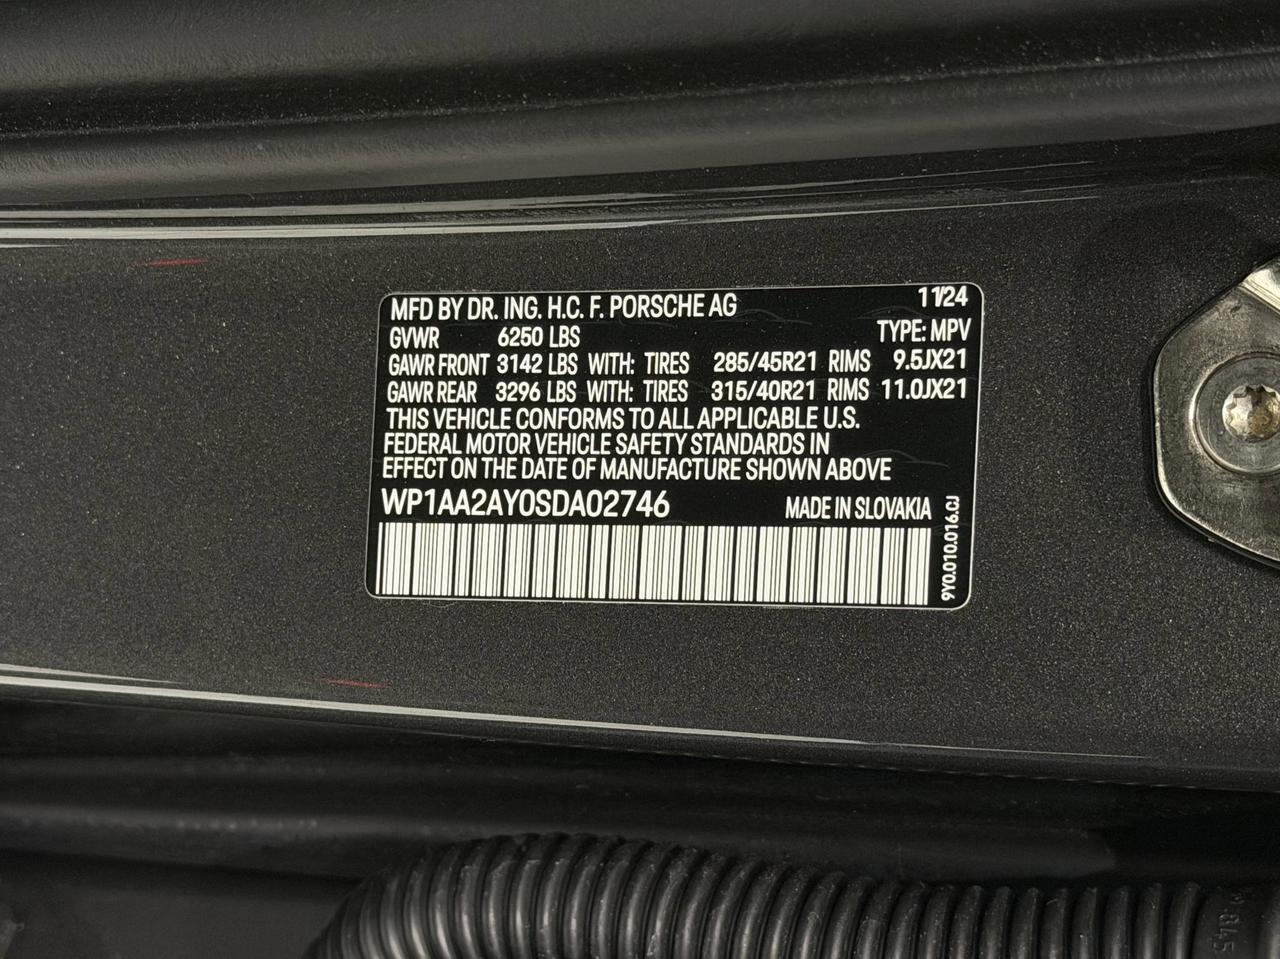 MFD BY DR. ING. H.C. F. PORSCHE AG 11/24
GVWR 6250 LBS TYPE: MPV
GAWR FRONT 3142 LBS WITH: TIRES 285/45R21 RIMS 9.5JX21
GAWR REAR 3296 LBS WITH: TIRES 315/40R21 RIMS 11.0JX21
THIS VEHICLE CONFORMS TO ALL APPLICABLE U.S.
FEDERAL MOTOR VEHICLE SAFETY STANDARDS IN
EFFECT ON THE DATE OF MANUFACTURE SHOWN ABOVE
WP1AA2AY0SDA02746 MADE IN SLOVAKIA
9Y0.010.016.CJ